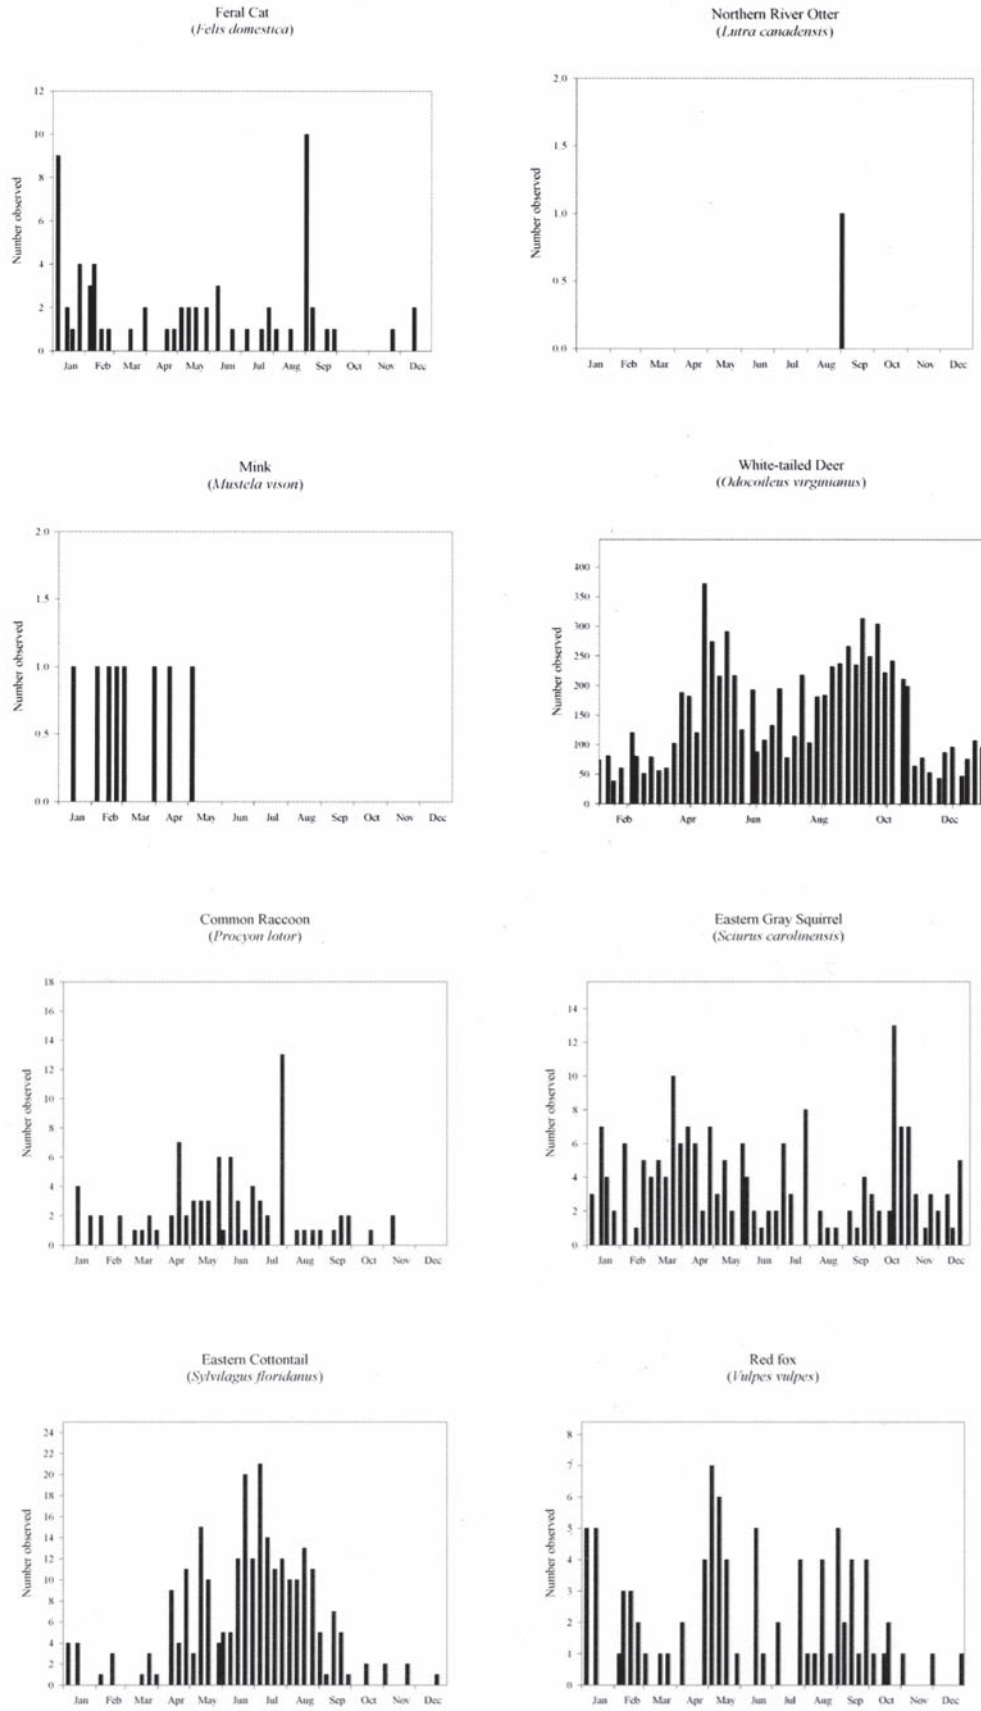 Feral Cat
(Felis domestica)
12
10
8
6
4
2
0
Number observed
Jan Feb Mar Apr May Jun Jul Aug Sep Oct Nov Dec
Northern River Otter
(Lutra canadensis)
2.0
1.5
1.0
0.5
0.0
Number observed
Jan Feb Mar Apr May Jun Jul Aug Sep Oct Nov Dec
Mink
(Mustela vison)
2.0
1.5
1.0
0.5
0.0
Number observed
Jan Feb Mar Apr May Jun Jul Aug Sep Oct Nov Dec
White-tailed Deer
(Odocoileus virginianus)
400
350
300
250
200
150
100
50
0
Number observed
Feb Apr Jun Aug Oct Dec
Common Raccoon
(Procyon lotor)
18
16
14
12
10
8
6
4
2
0
Number observed
Jan Feb Mar Apr May Jun Jul Aug Sep Oct Nov Dec
Eastern Gray Squirrel
(Sciurus carolinensis)
14
12
10
8
6
4
2
0
Number observed
Jan Feb Mar Apr May Jun Jul Aug Sep Oct Nov Dec
Eastern Cottontail
(Sylvilagus floridanus)
24
22
20
18
16
14
12
10
8
6
4
2
0
Number observed
Jan Feb Mar Apr May Jun Jul Aug Sep Oct Nov Dec
Red fox
(Vulpes vulpes)
8
7
6
5
4
3
2
1
0
Number observed
Jan Feb Mar Apr May Jun Jul Aug Sep Oct Nov Dec